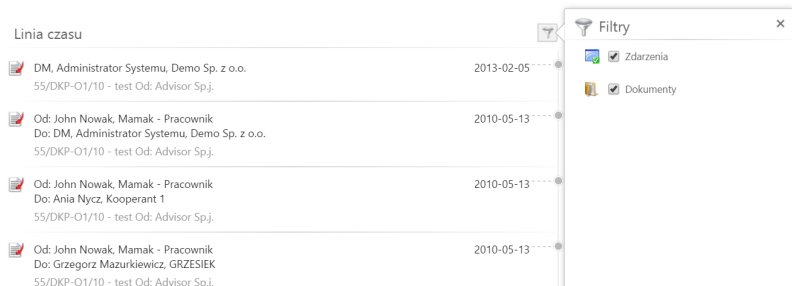 Linia czasu
DM, Administrator Systemu, Demo Sp. z o.o.
2013-02-05
55/DKP-O1/10 - test Od: Advisor Sp.j.
Od: John Nowak, Mamak - Pracownik
2010-05-13
Do: DM, Administrator Systemu, Demo Sp. z o.o.
55/DKP-O1/10 - test Od: Advisor Sp.j.
Od: John Nowak, Mamak - Pracownik
2010-05-13
Do: Ania Nycz, Kooperant 1
55/DKP-O1/10 - test Od: Advisor Sp.j.
Od: John Nowak, Mamak - Pracownik
2010-05-13
Do: Grzegorz Mazurkiewicz, GRZESIEK
55/DKP-O1/10 - test Od: Advisor Sp.j.
Filtry
Zdarzenia
Dokumenty